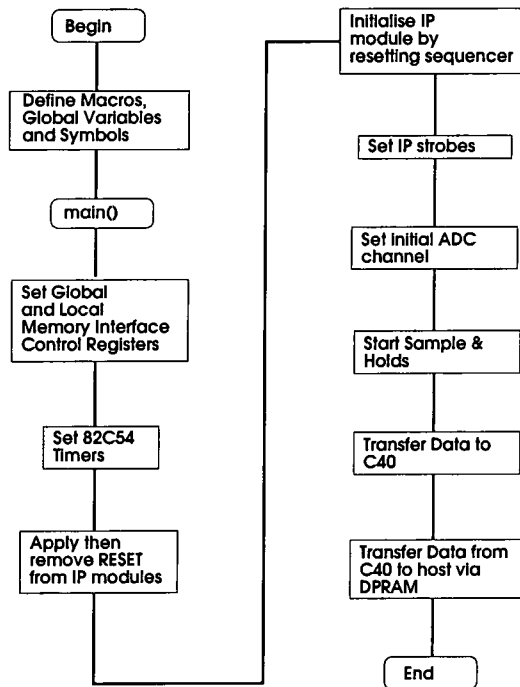 Begin
Define Macros,
Global Variables
and Symbols
main()
Set Global
and Local
Memory Interface
Control Registers
Set 82C54
Timers
Apply then
remove RESET
from IP modules
Initialise IP
module by
resetting sequencer
Set IP strobes
Set initial ADC
channel
Start Sample &
Holds
Transfer Data to
C40
Transfer Data from
C40 to host via
DPRAM
End